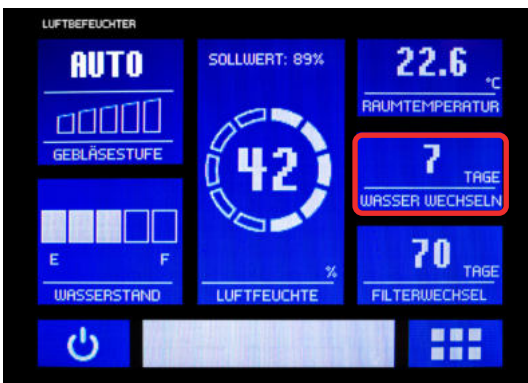 LUFTBEFEUCHTER
AUTO
GEBLÄSESTUFE
E F
WASSERSTAND
SOLLWERT: 89%
42
%
LUFTFEUCHTE
22.6 °C
RAUMTEMPERATUR
7 TAGE
WASSER WECHSELN
70 TAGE
FILTERWECHSEL